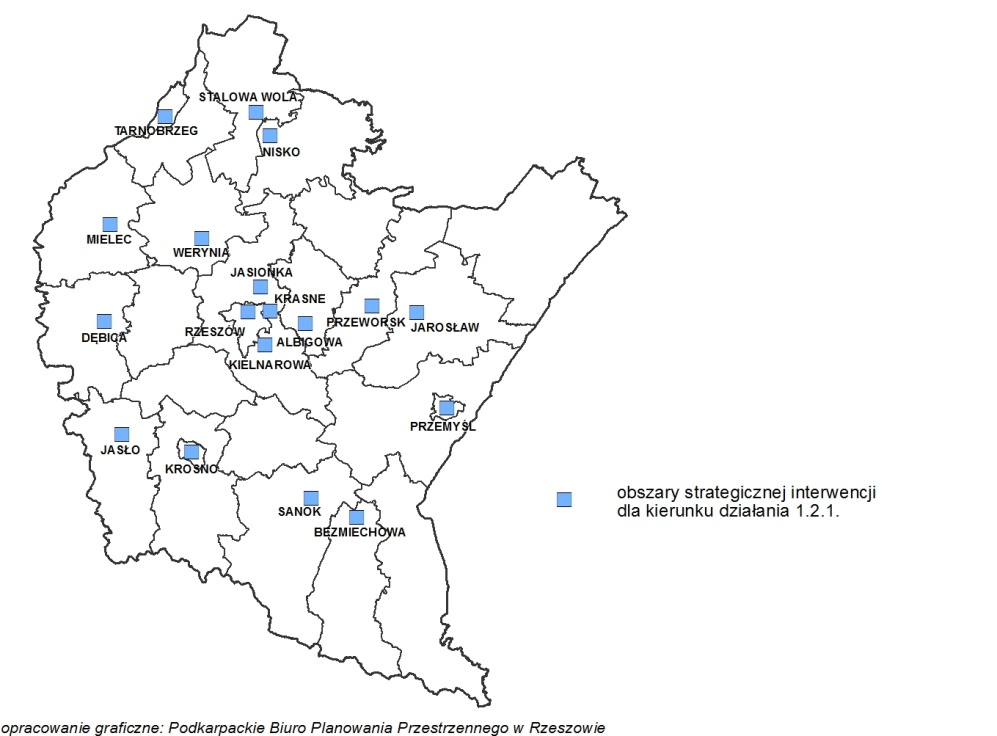 STALOWA WOLA
TARNOBRZEG
NISKO
MIELEC
WERYNIA
JASIONKA
KRASNE
RZESZÓW
PRZEWORSK
JAROSŁAW
DĘBICA
ALBIGOWA
KIELNAROWA
PRZEMYŚL
JASŁO
KROSNO
SANOK
BEZMIECHOWA
obszary strategicznej interwencji
dla kierunku działania 1.2.1.
opracowanie graficzne: Podkarpackie Biuro Planowania Przestrzennego w Rzeszowie